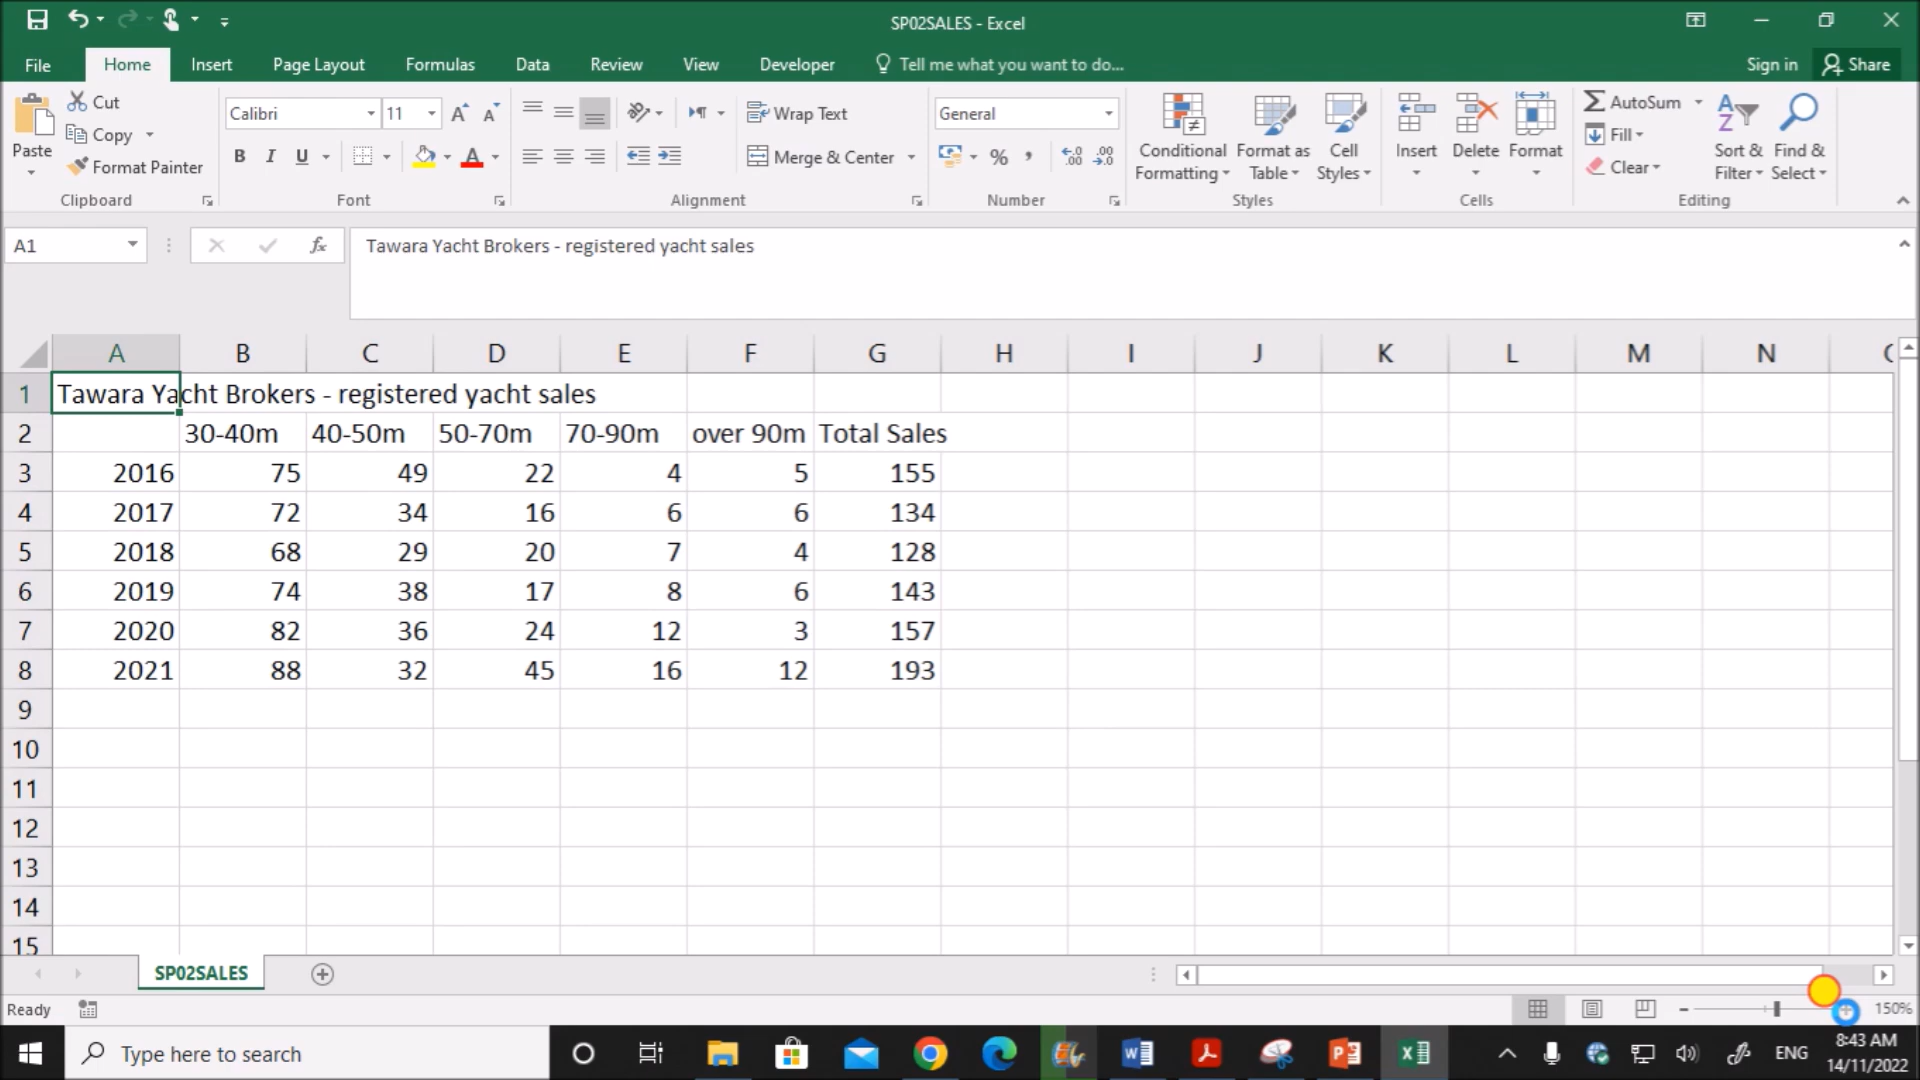 SP02SALES - Excel
File Home Insert Page Layout Formulas Data Review View Developer Tell me what you want to do... Sign in Share
Paste Cut Copy Format Painter Clipboard
Calibri 11 A A B I U A Font
Wrap Text Merge & Center Alignment
General % , .00 .00 Number
Conditional Formatting Format as Table Cell Styles Styles
Insert Delete Format Cells
AutoSum Fill Clear Sort & Filter Find & Select Editing
A1 fx Tawara Yacht Brokers - registered yacht sales
A B C D E F G H I J K L M N
1 Tawara Yacht Brokers - registered yacht sales
2 30-40m 40-50m 50-70m 70-90m over 90m Total Sales
3 2016 75 49 22 4 5 155
4 2017 72 34 16 6 6 134
5 2018 68 29 20 7 4 128
6 2019 74 38 17 8 6 143
7 2020 82 36 24 12 3 157
8 2021 88 32 45 16 12 193
9
10
11
12
13
14
15
SP02SALES
Ready 150%
Type here to search ENG 8:43 AM
14/11/2022